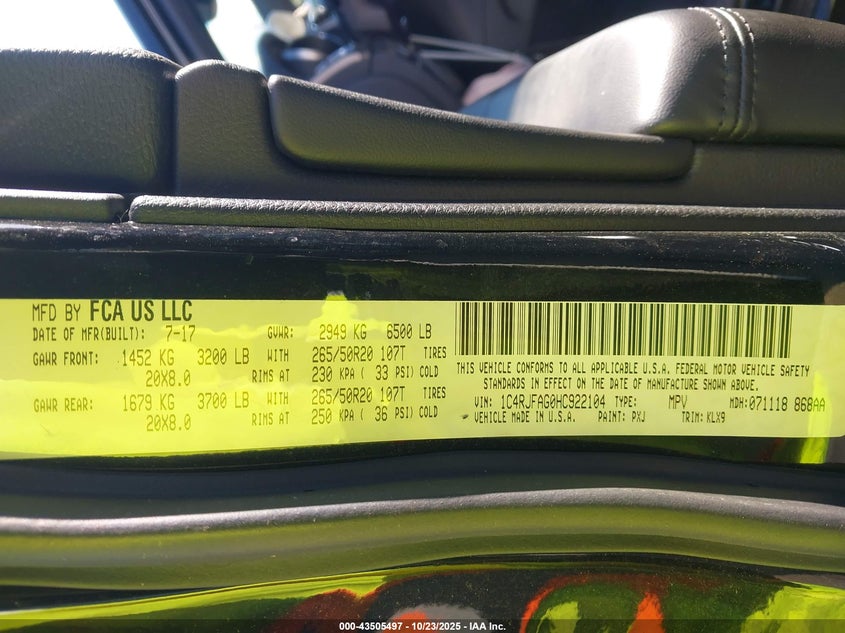 MFD BY FCA US LLC
DATE OF MFR(BUILT): 7-17 GVWR: 2949 KG 6500 LB
GAWR FRONT: 1452 KG 3200 LB WITH 265/50R20 107T TIRES
20X8.0 RIMS AT 230 KPA ( 33 PSI) COLD
GAWR REAR: 1679 KG 3700 LB WITH 265/50R20 107T TIRES
20X8.0 RIMS AT 250 KPA ( 36 PSI) COLD
THIS VEHICLE CONFORMS TO ALL APPLICABLE U.S.A. FEDERAL MOTOR VEHICLE SAFETY
STANDARDS IN EFFECT ON THE DATE OF MANUFACTURE SHOWN ABOVE.
VIN: 1C4RJFAG0HC922104 TYPE: MPV MDH: 071118 868AA
VEHICLE MADE IN U.S.A. PAINT: PXJ TRIM: KLX9
000-43505497 - 10/23/2025 - IAA Inc.